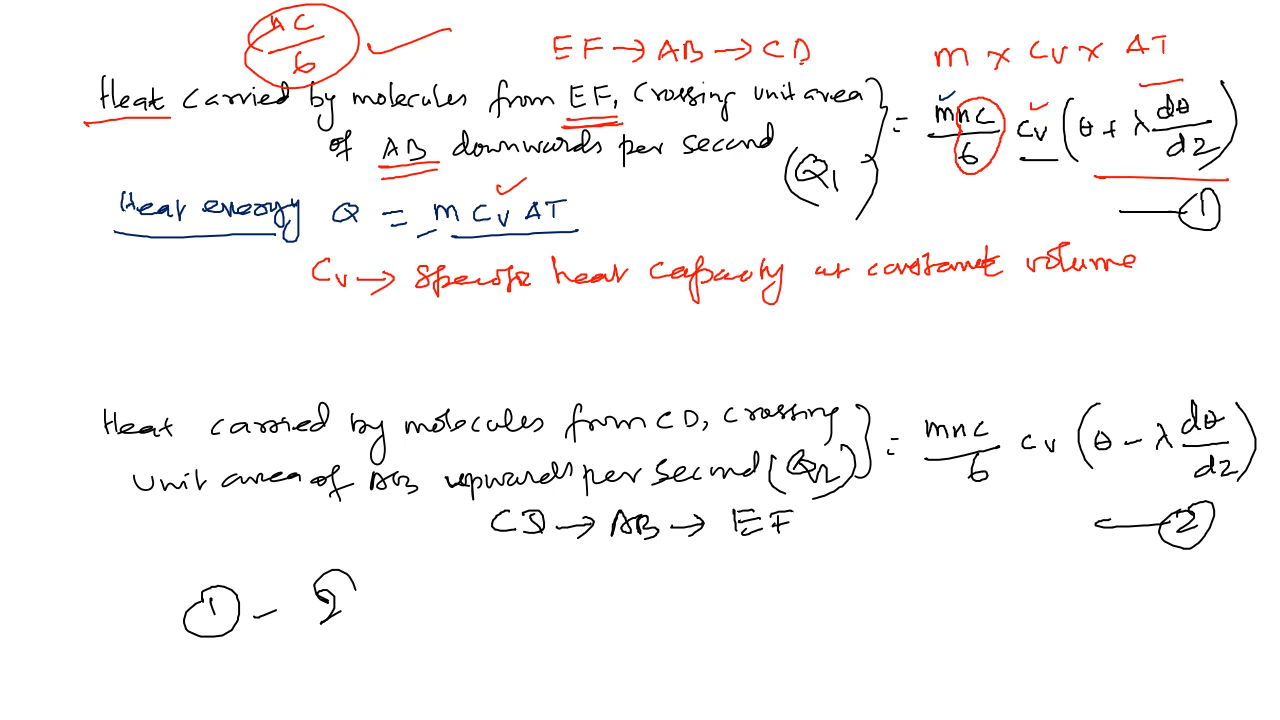 nc/6
EF → AB → CD
m × Cv × ΔT
Heat carried by molecules from EF, crossing unit area
of AB downwards per second
(Q1) = mnc/6 Cv (θ + λ dθ/dz)
—①
Heat energy Q = m Cv ΔT
Cv → Specific heat capacity at constant volume
Heat carried by molecules from CD, crossing
unit area of AB upwards per second (Q2) = mnc/6 Cv (θ - λ dθ/dz)
CD → AB → EF
—②
① - 2